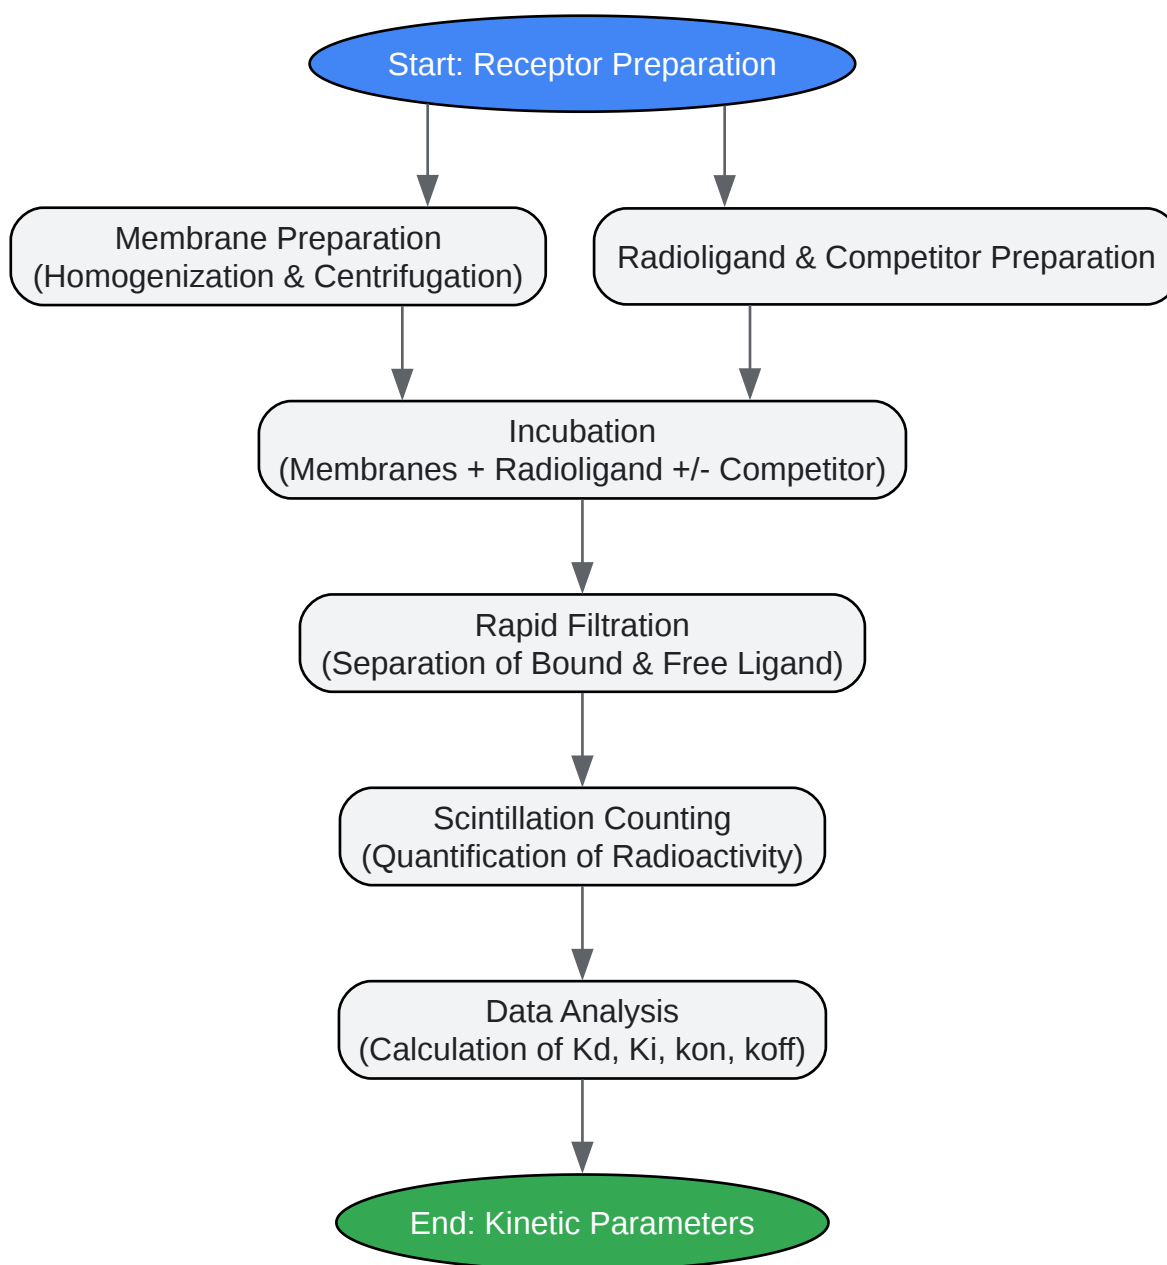 Start: Receptor Preparation
Membrane Preparation
(Homogenization & Centrifugation)
Radioligand & Competitor Preparation
Incubation
(Membranes + Radioligand +/- Competitor)
Rapid Filtration
(Separation of Bound & Free Ligand)
Scintillation Counting
(Quantification of Radioactivity)
Data Analysis
(Calculation of Kd, Ki, kon, koff)
End: Kinetic Parameters